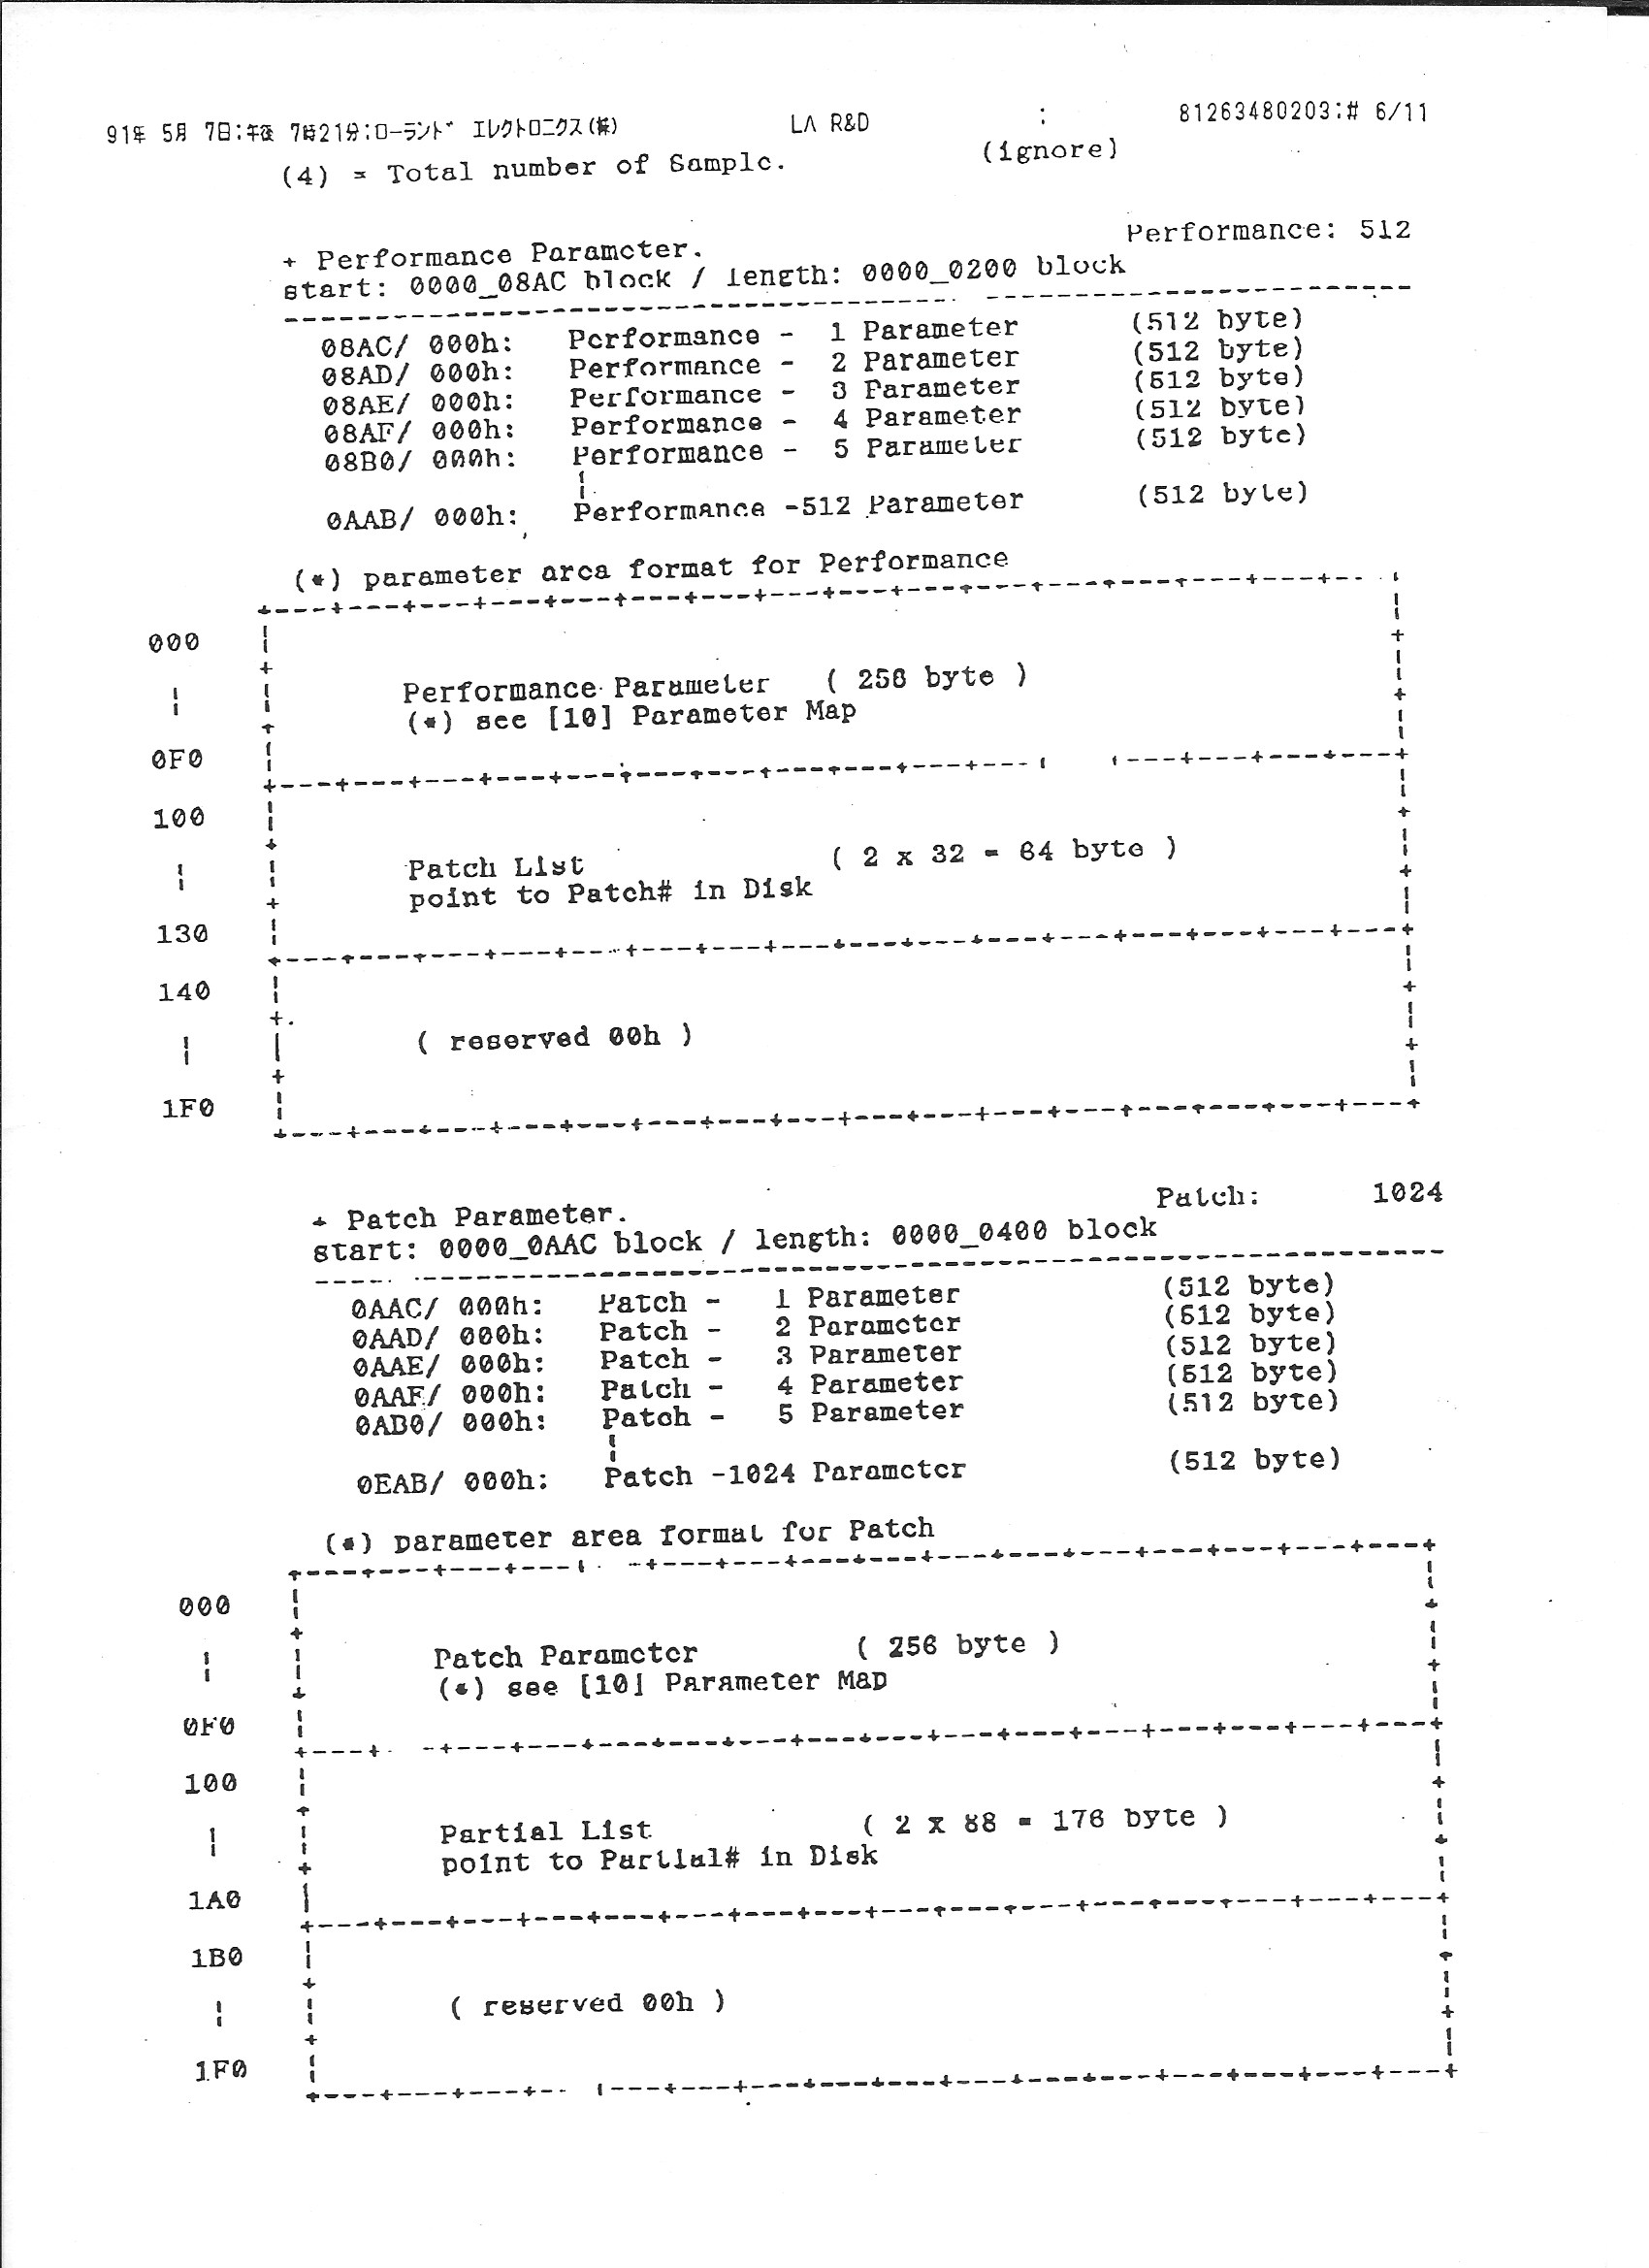 91年 5月 7日:午後 7時21分:ローランド エレクトロニクス(株) LA R&D : 81263480203:# 6/11
(4) = Total number of Sample. (ignore)
Performance: 512
+ Performance Parameter.
start: 0000_08AC block / length: 0000_0200 block
08AC/ 000h: Performance - 1 Parameter (512 byte)
08AD/ 000h: Performance - 2 Parameter (512 byte)
08AE/ 000h: Performance - 3 Parameter (512 byte)
08AF/ 000h: Performance - 4 Parameter (512 byte)
08B0/ 000h: Performance - 5 Parameter (512 byte)
0AAB/ 000h: Performance -512 Parameter (512 byte)
(*) parameter area format for Performance
000
Performance Parameter ( 256 byte )
(*) see [10] Parameter Map
0F0
100
Patch List ( 2 x 32 = 64 byte )
point to Patch# in Disk
130
140
( reserved 00h )
1F0
Patch: 1024
+ Patch Parameter.
start: 0000_0AAC block / length: 0000_0400 block
0AAC/ 000h: Patch - 1 Parameter (512 byte)
0AAD/ 000h: Patch - 2 Parameter (512 byte)
0AAE/ 000h: Patch - 3 Parameter (512 byte)
0AAF/ 000h: Patch - 4 Parameter (512 byte)
0AB0/ 000h: Patch - 5 Parameter (512 byte)
0EAB/ 000h: Patch -1024 Parameter (512 byte)
(*) parameter area format for Patch
000
Patch Parameter ( 256 byte )
(*) see [10] Parameter Map
0F0
100
Partial List ( 2 x 88 = 176 byte )
point to Partial# in Disk
1A0
1B0
( reserved 00h )
1F0